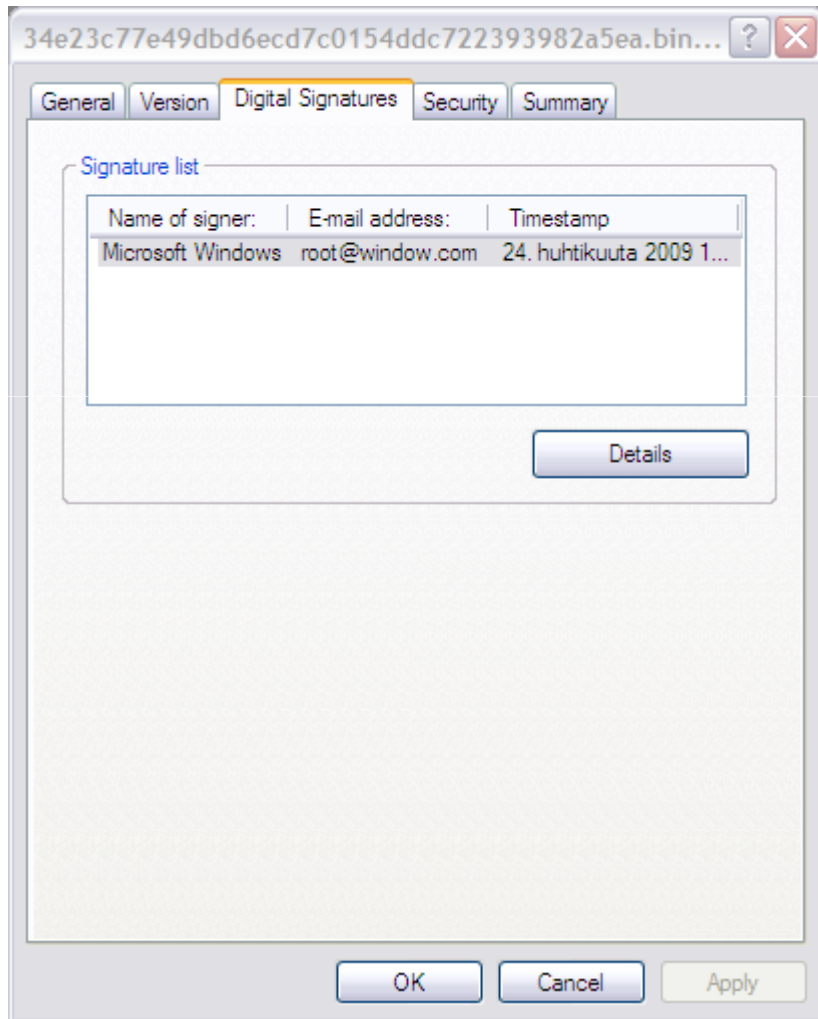 34e23c77e49dbd6ecd7c0154ddc722393982a5ea.bin... ?
General Version Digital Signatures Security Summary
Signature list
Name of signer: E-mail address: Timestamp
Microsoft Windows root@window.com 24. huhtikuuta 2009 1...
Details
OK Cancel Apply